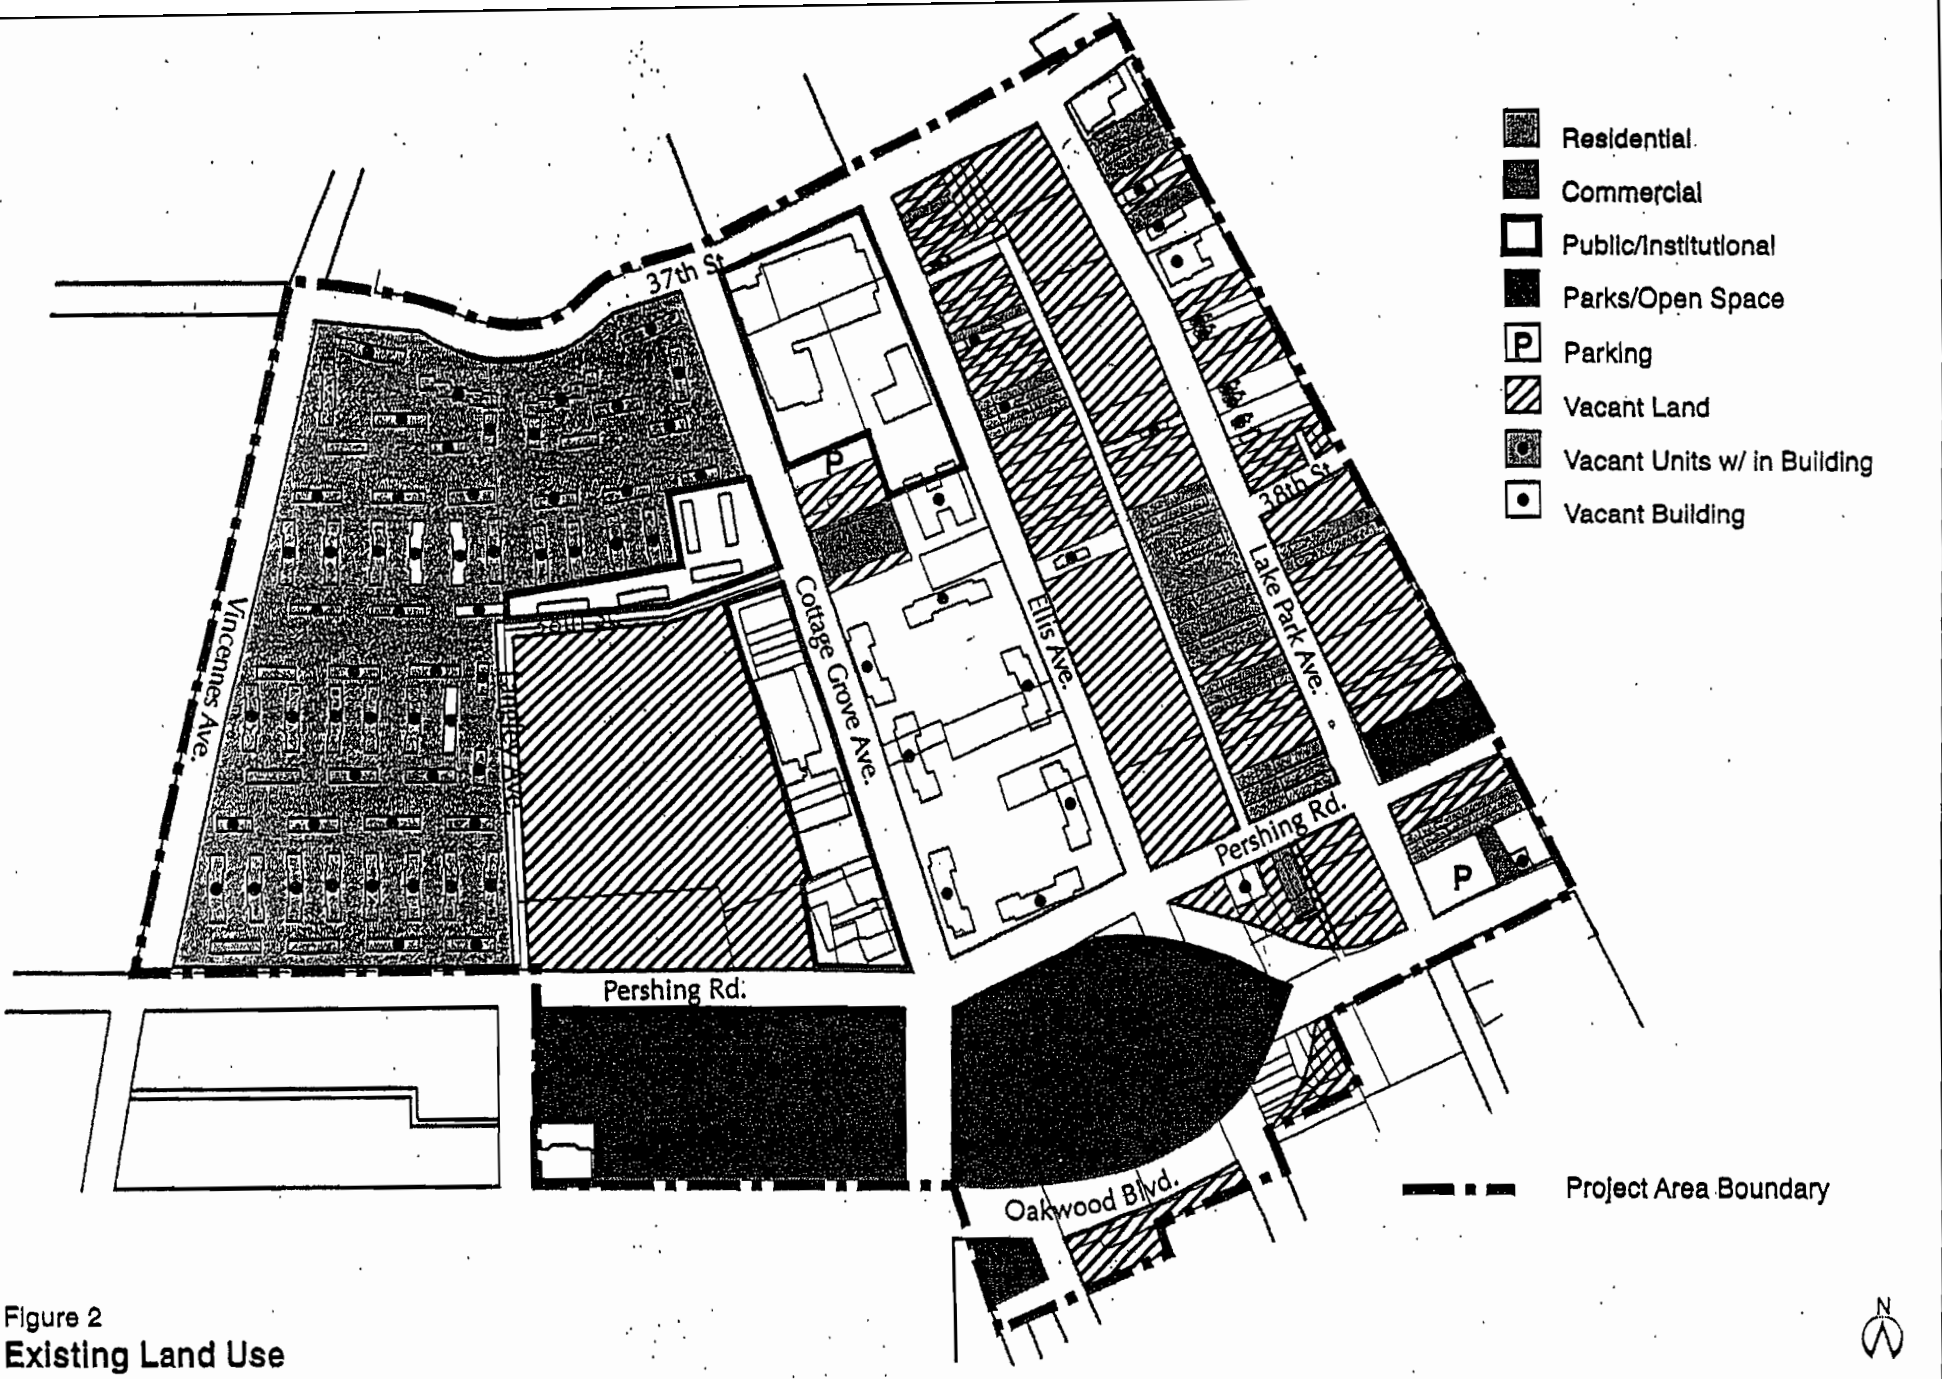 37th St
Residential
Commercial
Public/Institutional
Parks/Open Space
P
Parking
Vacant Land
Vacant Units w/ in Building
Vacant Building
P
38th St
Vincennes Ave.
Cottage Grove Ave.
Ellis Ave.
Lake Park Ave.
Pershing Rd.
P
Pershing Rd.
Oakwood Blvd.
Project Area Boundary
Figure 2
Existing Land Use
N